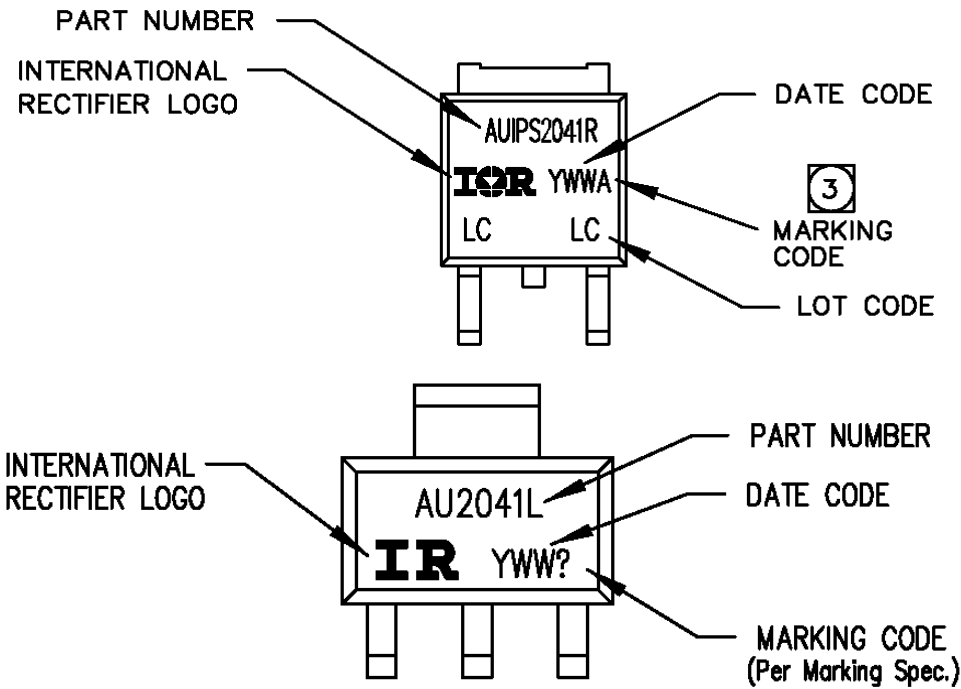 PART NUMBER
INTERNATIONAL
RECTIFIER LOGO
DATE CODE
AUIPS2041R
IOR YWWA
3
LC LC
MARKING
CODE
LOT CODE
PART NUMBER
INTERNATIONAL
RECTIFIER LOGO
DATE CODE
AU2041L
IR YWW?
MARKING CODE
(Per Marking Spec.)